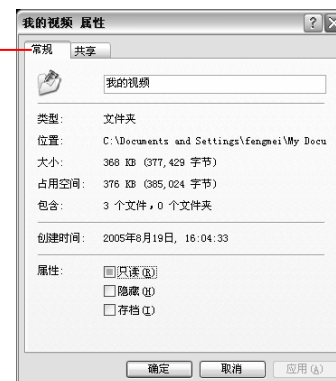 我的视频 属性
常规 共享
我的视频
类型: 文件夹
位置: C:\Documents and Settings\fengmei\My Docu
大小: 368 KB (377,429 字节)
占用空间: 376 KB (385,024 字节)
包含: 3 个文件，0 个文件夹
创建时间: 2005年8月19日, 16:04:33
属性: 只读(R)
隐藏(H)
存档(I)
确定 取消 应用(A)